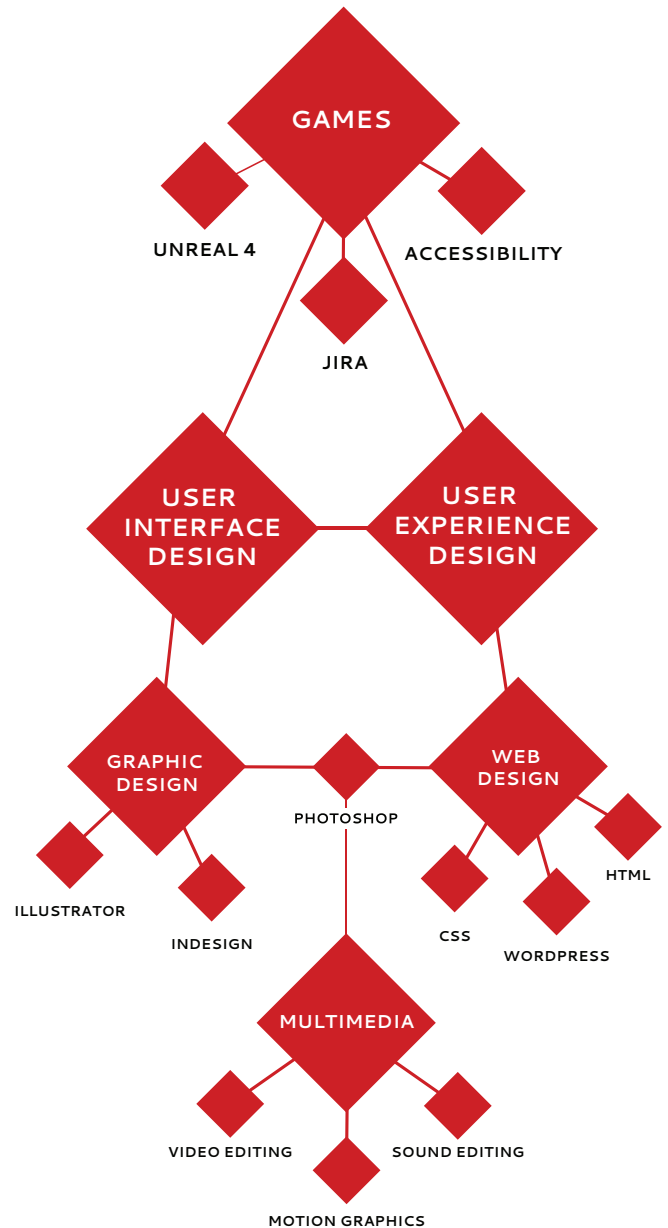 GAMES
UNREAL 4
ACCESSIBILITY
JIRA
USER
INTERFACE
DESIGN
USER
EXPERIENCE
DESIGN
GRAPHIC
DESIGN
WEB
DESIGN
PHOTOSHOP
HTML
ILLUSTRATOR
INDESIGN
CSS
WORDPRESS
MULTIMEDIA
VIDEO EDITING
SOUND EDITING
MOTION GRAPHICS